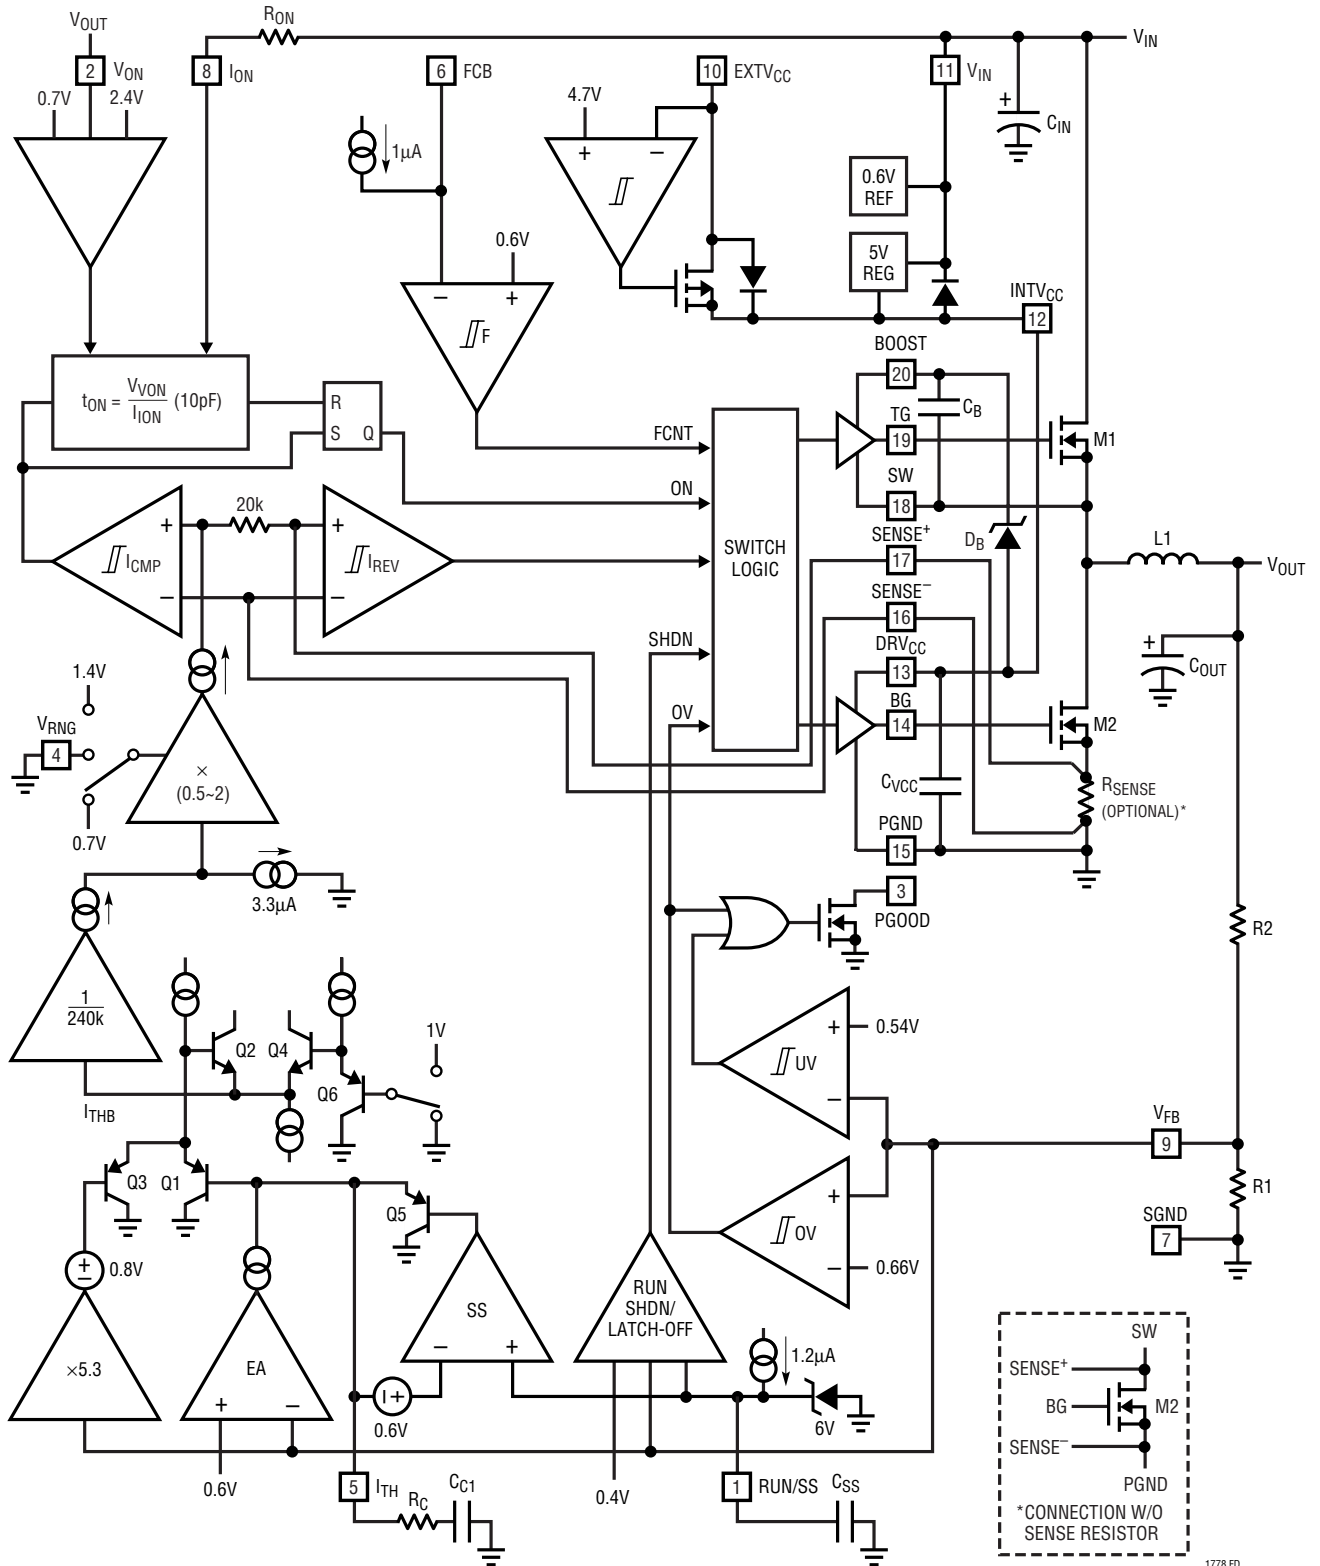 VOUT
RON
VIN
2
VON
8
ION
6
FCB
10
EXTVCC
11
VIN
0.7V
2.4V
4.7V
+
CIN
1µA
+
−
0.6V
REF
0.6V
5V
REG
−
+
INTVCC
12
F
BOOST
20
tON = VVON/ION (10pF)
R
S
Q
CB
FCNT
TG
19
M1
20k
1V
ON
SW
18
+
+
SENSE+
17
DB
L1
VOUT
ICMP
IREV
SWITCH
LOGIC
−
−
SENSE−
16
SHDN
DRVCC
13
+
COUT
1.4V
OV
BG
14
M2
VRNG
4
×
(0.5~2)
CVCC
RSENSE
(OPTIONAL)*
0.7V
PGND
15
3.3µA
3
PGOOD
R2
1
240k
+
0.54V
Q2
Q4
UV
Q6
−
ITHB
VFB
9
Q3
Q1
+
R1
Q5
OV
SGND
7
+
−
0.8V
−
0.66V
RUN
SHDN/
LATCH-OFF
SS
×5.3
EA
−
+
1.2µA
SW
SENSE+
BG
M2
SENSE−
PGND
*CONNECTION W/O
SENSE RESISTOR
+
−
+
0.6V
6V
0.6V
5
ITH
CC1
RC
0.4V
1
RUN/SS
CSS
1778 FD